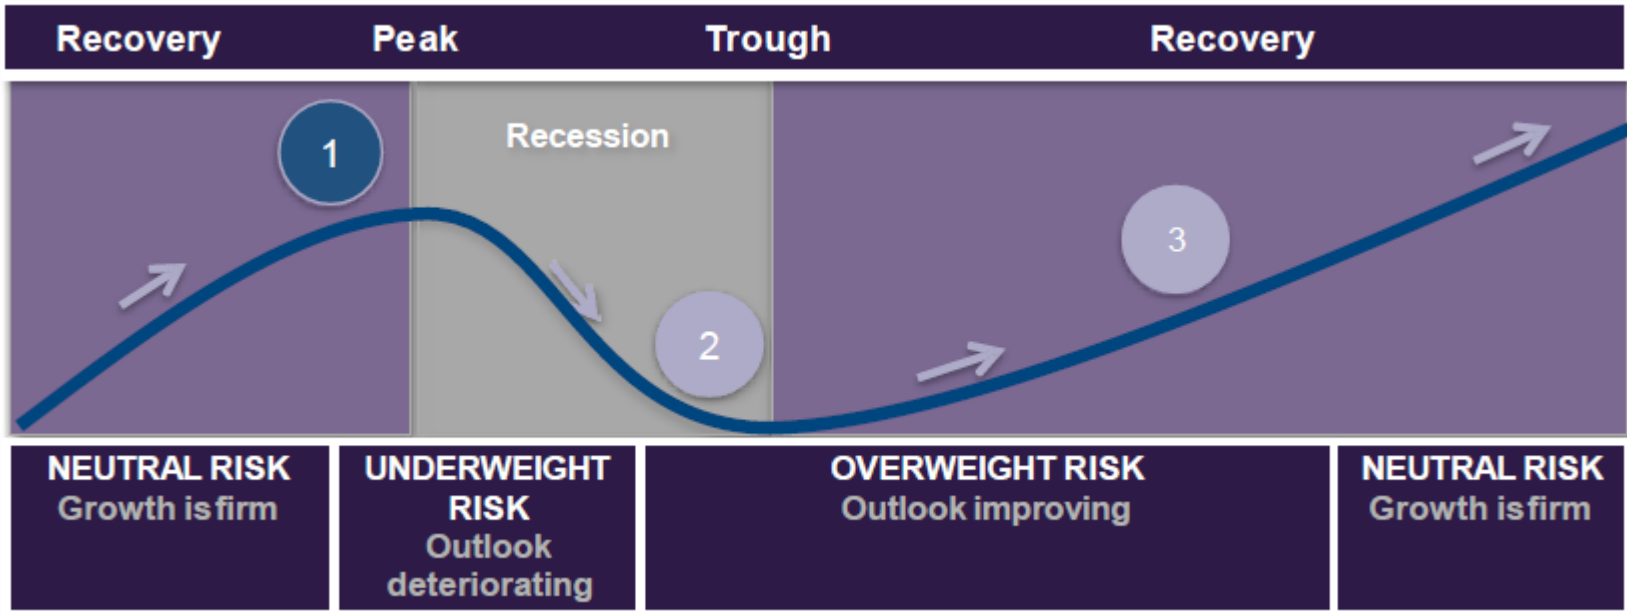 Recovery Peak Trough Recovery
1
Recession
3
2
NEUTRAL RISK
Growth is firm
UNDERWEIGHT
RISK
Outlook
deteriorating
OVERWEIGHT RISK
Outlook improving
NEUTRAL RISK
Growth is firm